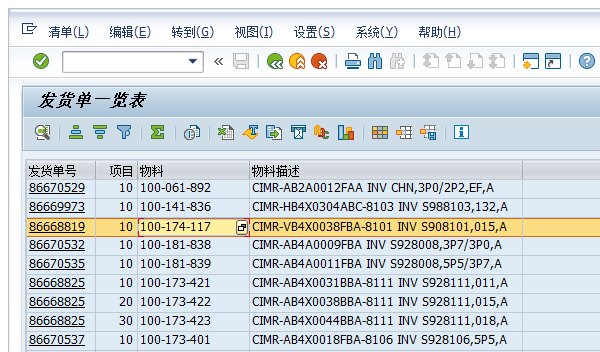 清单(L) 编辑(E) 转到(G) 视图(I) 设置(S) 系统(Y) 帮助(H)
发货单一览表
发货单号 项目 物料 物料描述
86670529 10 100-061-892 CIMR-AB2A0012FAA INV CHN,3P0/2P2,EF,A
86669973 10 100-141-836 CIMR-HB4X0304ABC-8103 INV S988103,132,A
86668819 10 100-174-117 CIMR-VB4X0038FBA-8101 INV S908101,015,A
86670532 10 100-181-838 CIMR-AB4A0009FBA INV S928008,3P7/3P0,A
86670535 10 100-181-839 CIMR-AB4A0011FBA INV S928008,5P5/3P7,A
86668825 10 100-173-421 CIMR-AB4X0031BBA-8111 INV S928111,011,A
86668825 20 100-173-422 CIMR-AB4X0038BBA-8111 INV S928111,015,A
86668825 30 100-173-423 CIMR-AB4X0044BBA-8111 INV S928111,018,A
86670537 10 100-173-401 CIMR-AB4X0018FBA-8106 INV S928106,5P5,A